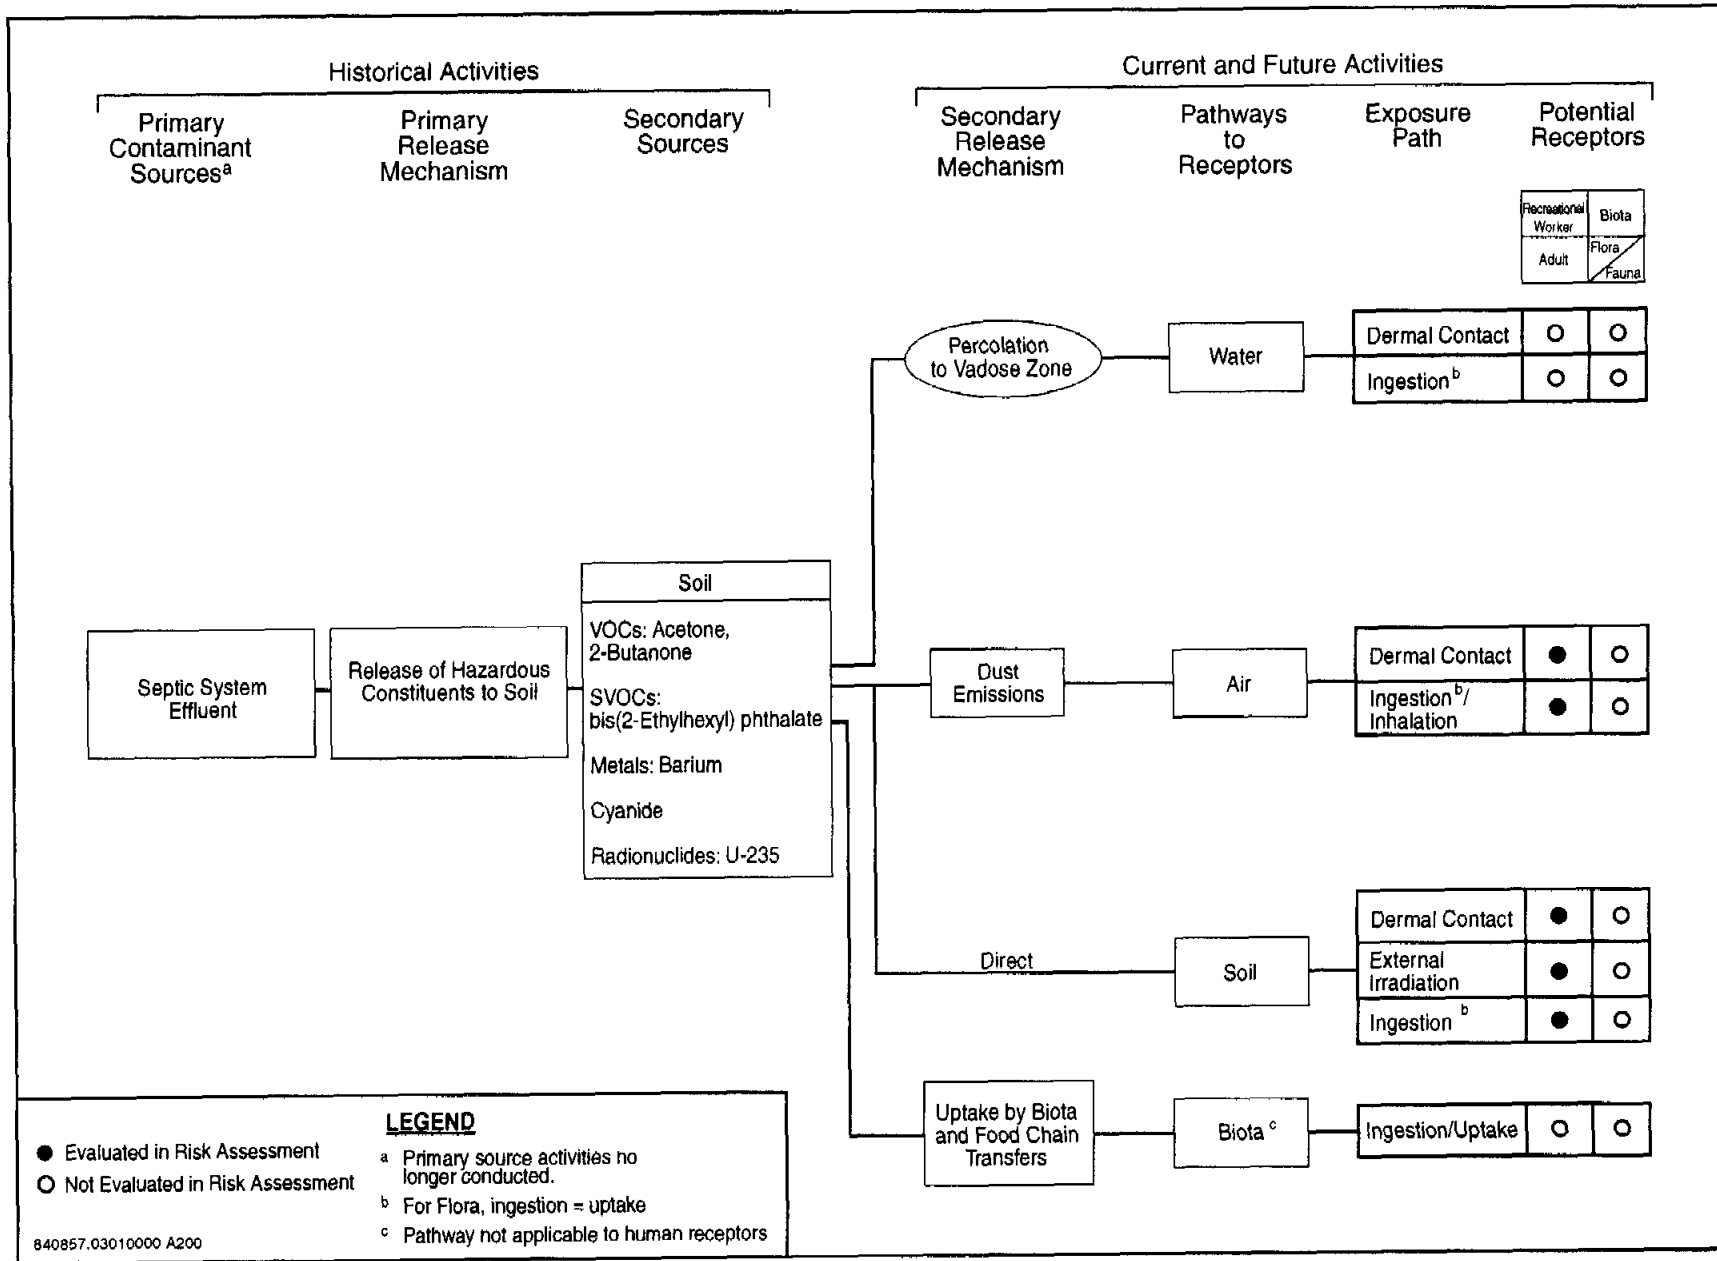 Historical Activities
Current and Future Activities
Primary
Contaminant
Sourcesᵃ
Primary
Release
Mechanism
Secondary
Sources
Secondary
Release
Mechanism
Pathways
to
Receptors
Exposure
Path
Potential
Receptors
Recreational
Worker
Biota
Adult
Flora
Fauna
Percolation
to Vadose Zone
Water
Dermal Contact
Ingestionᵇ
Septic System
Effluent
Release of Hazardous
Constituents to Soil
Soil
VOCs: Acetone,
2-Butanone
SVOCs:
bis(2-Ethylhexyl) phthalate
Metals: Barium
Cyanide
Radionuclides: U-235
Dust
Emissions
Air
Dermal Contact
Ingestionᵇ/
Inhalation
Direct
Soil
Dermal Contact
External
Irradiation
Ingestion ᵇ
Uptake by Biota
and Food Chain
Transfers
Biota ᶜ
Ingestion/Uptake
LEGEND
Evaluated in Risk Assessment
Not Evaluated in Risk Assessment
ᵃ Primary source activities no
longer conducted.
ᵇ For Flora, ingestion = uptake
ᶜ Pathway not applicable to human receptors
840857.03010000 A200